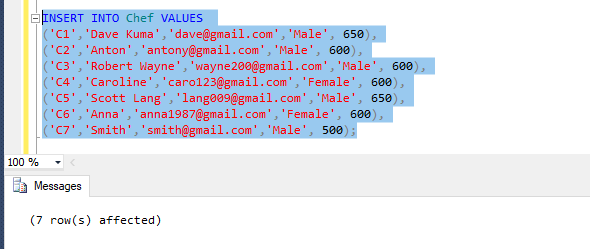 INSERT INTO Chef VALUES
('C1','Dave Kuma','dave@gmail.com','Male', 650),
('C2','Anton','antony@gmail.com','Male', 600),
('C3','Robert Wayne','wayne200@gmail.com','Male', 600),
('C4','Caroline','caro123@gmail.com','Female', 600),
('C5','Scott Lang','lang009@gmail.com','Male', 650),
('C6','Anna','anna1987@gmail.com','Female', 600),
('C7','Smith','smith@gmail.com','Male', 500);
100 %
Messages
(7 row(s) affected)